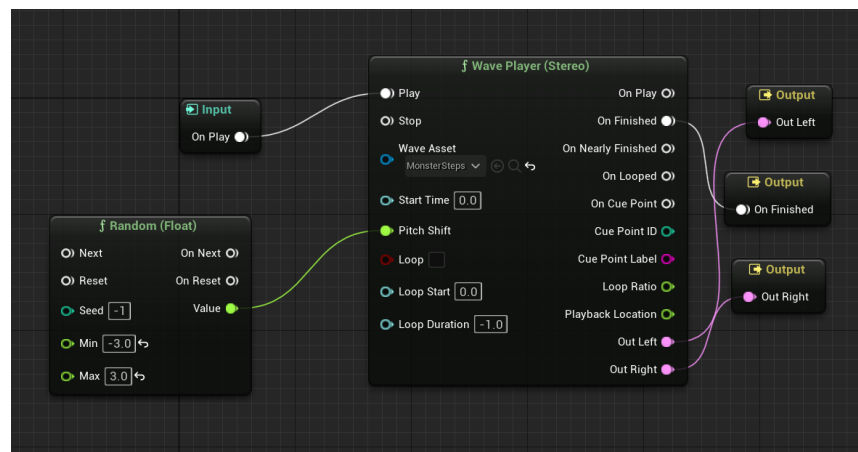 Input
On Play
ƒ Random (Float)
Next
On Next
Reset
On Reset
Seed -1
Value
Min -3.0
Max 3.0
ƒ Wave Player (Stereo)
Play
On Play
Stop
On Finished
Wave Asset
On Nearly Finished
MonsterSteps
On Looped
Start Time 0.0
On Cue Point
Pitch Shift
Cue Point ID
Loop
Cue Point Label
Loop Start 0.0
Loop Ratio
Loop Duration -1.0
Playback Location
Out Left
Out Right
Output
Out Left
Output
On Finished
Output
Out Right